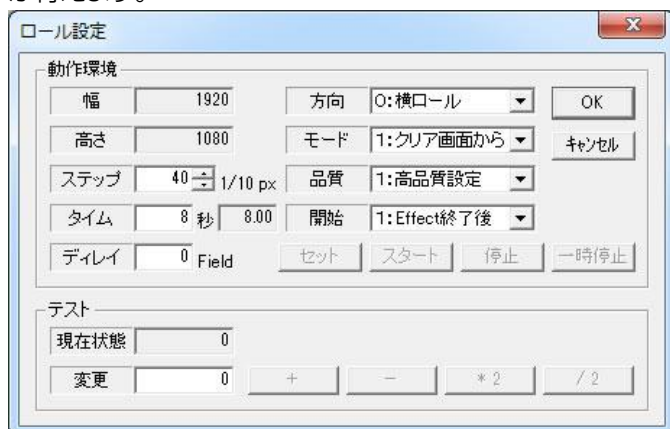 ロール設定
動作環境
幅 1920 方向 0:横ロール OK
高さ 1080 モード 1:クリア画面から キャンセル
ステップ 40 1/10 px 品質 1:高品質設定
タイム 8 秒 8.00 開始 1:Effect終了後
ディレイ 0 Field セット スタート 停止 一時停止
テスト
現在状態 0
変更 0 + - * 2 / 2